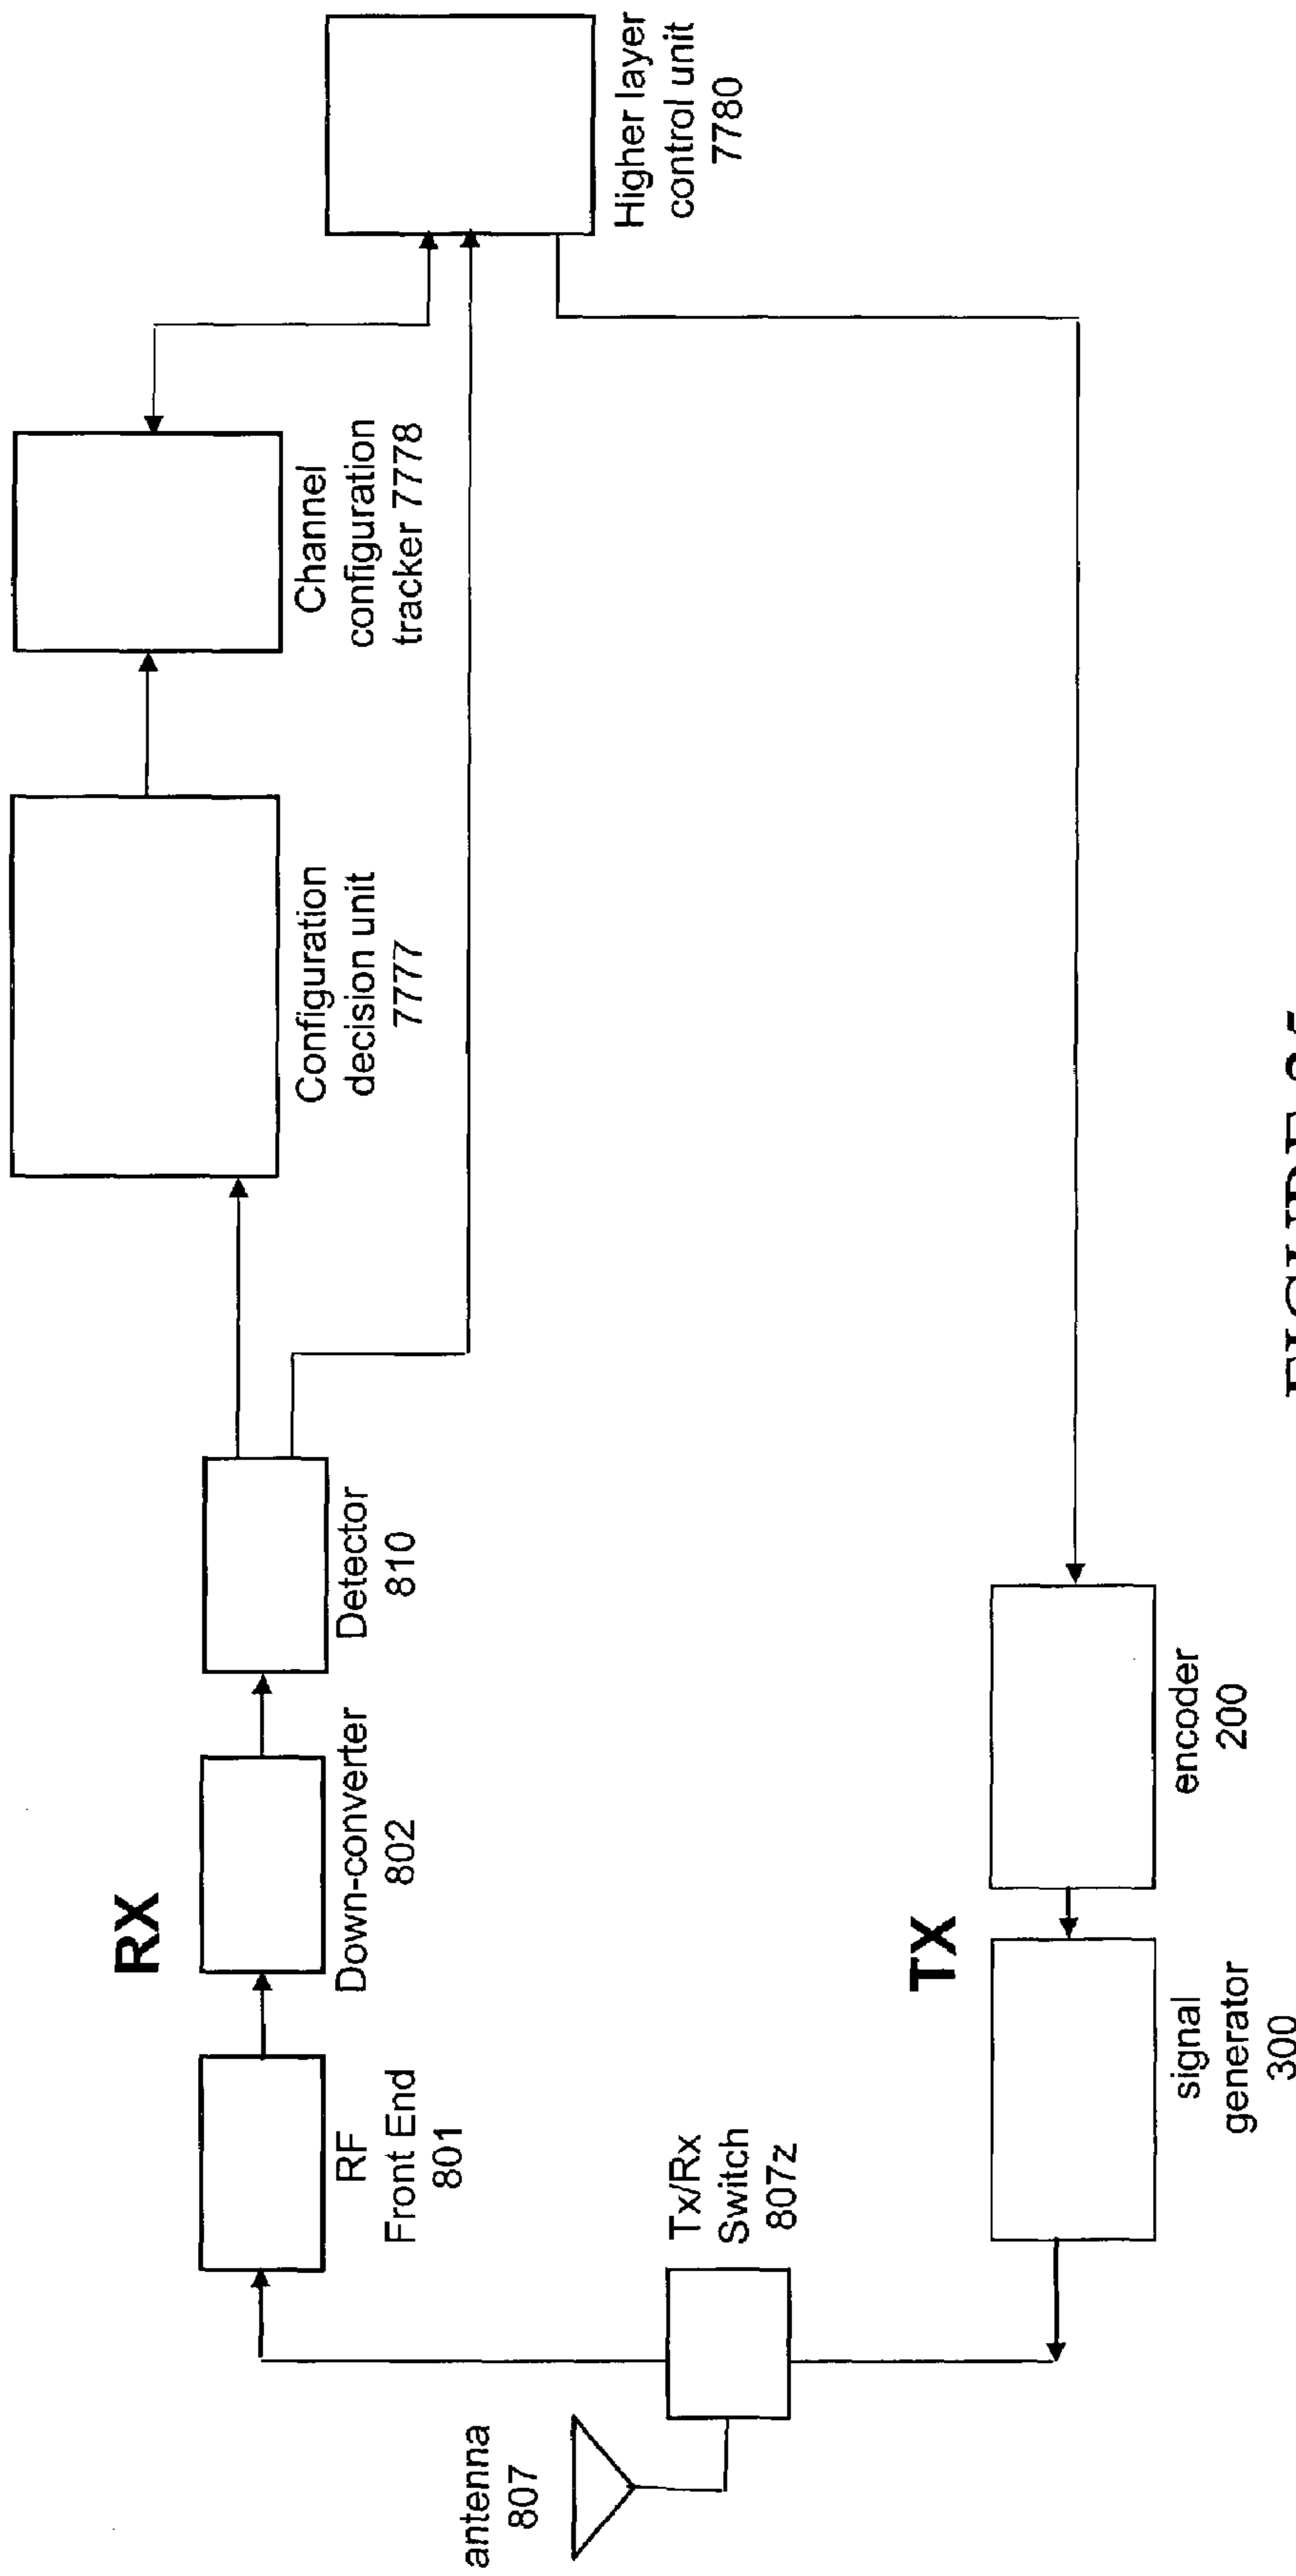 RX
TX
antenna
807
Tx/Rx
Switch
807z
RF
Front End
801
Down-converter
802
Detector
810
Configuration
decision unit
7777
Channel
configuration
tracker 7778
Higher layer
control unit
7780
encoder
200
signal
generator
300
FIGURE